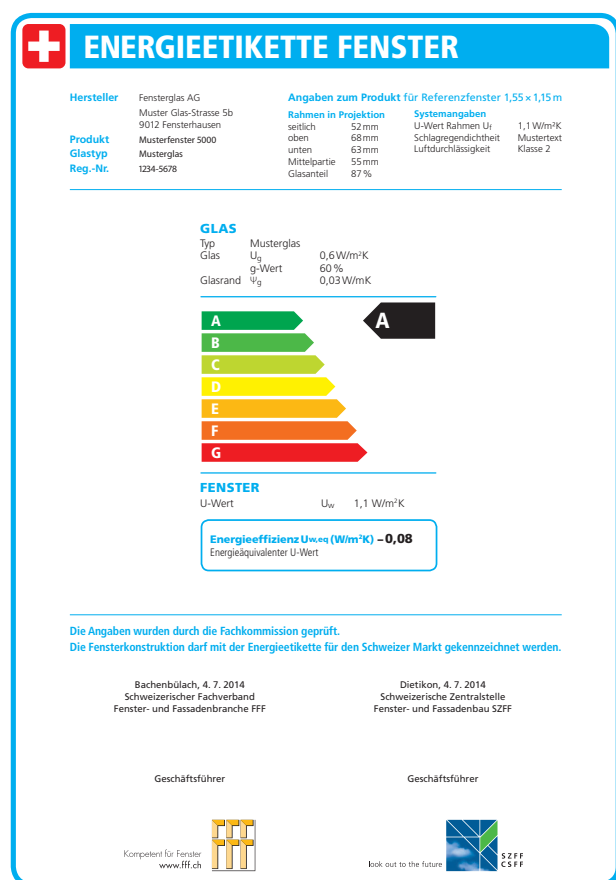 ENERGIEETIKETTE FENSTER
Hersteller Fensterglas AG
Muster Glas-Strasse 5b
9012 Fensterhausen
Produkt Musterfenster 5000
Glastyp Musterglas
Reg.-Nr. 1234-5678
Angaben zum Produkt für Referenzfenster 1,55 × 1,15 m
Rahmen in Projektion
seitlich 52 mm
oben 68 mm
unten 63 mm
Mittelpartie 55 mm
Glasanteil 87 %
Systemangaben
U-Wert Rahmen Uf 1,1 W/m²K
Schlagregendichtheit Mustertext
Luftdurchlässigkeit Klasse 2
GLAS
Typ Musterglas
Glas Ug 0,6 W/m²K
g-Wert 60 %
Glasrand Ψg 0,03 W/mK
A A
B
C
D
E
F
G
FENSTER
U-Wert Uw 1,1 W/m²K
Energieeffizienz Uw,eq (W/m²K) –0,08
Energieäquivalenter U-Wert
Die Angaben wurden durch die Fachkommission geprüft.
Die Fensterkonstruktion darf mit der Energieetikette für den Schweizer Markt gekennzeichnet werden.
Bachenbülach, 4. 7. 2014
Schweizerischer Fachverband
Fenster- und Fassadenbranche FFF
Geschäftsführer
Kompetent für Fenster
www.fff.ch
fff
fff
Dietikon, 4. 7. 2014
Schweizerische Zentralstelle
Fenster- und Fassadenbau SZFF
Geschäftsführer
look out to the future
SZFF
CSFF